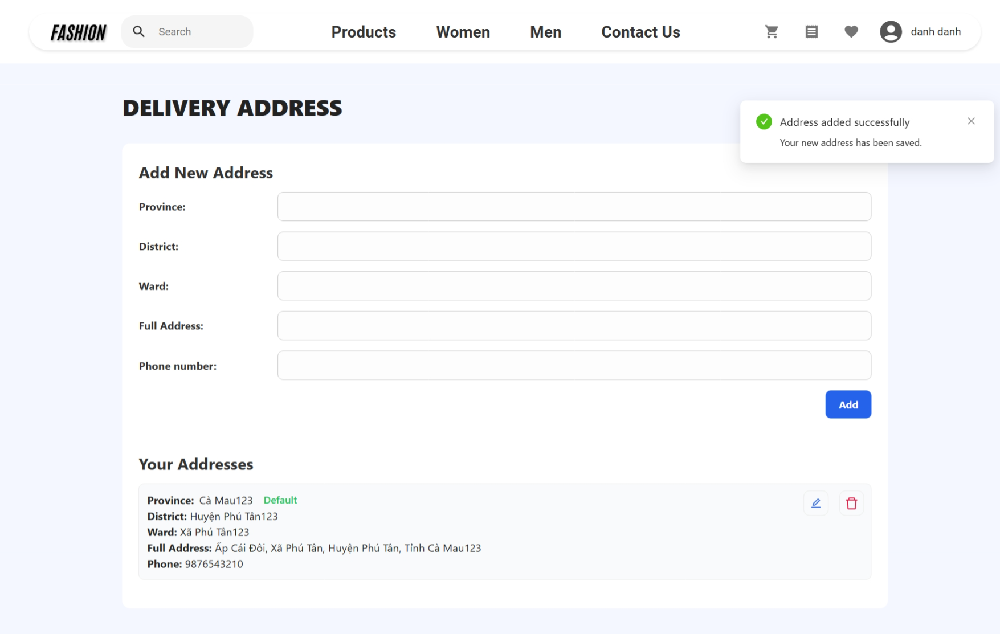 FASHION
Search
Products
Women
Men
Contact Us
danh danh
DELIVERY ADDRESS
Address added successfully
Your new address has been saved.
Add New Address
Province:
District:
Ward:
Full Address:
Phone number:
Add
Your Addresses
Province: Cà Mau123 Default
District: Huyện Phú Tân123
Ward: Xã Phú Tân123
Full Address: Ấp Cái Đôi, Xã Phú Tân, Huyện Phú Tân, Tỉnh Cà Mau123
Phone: 9876543210